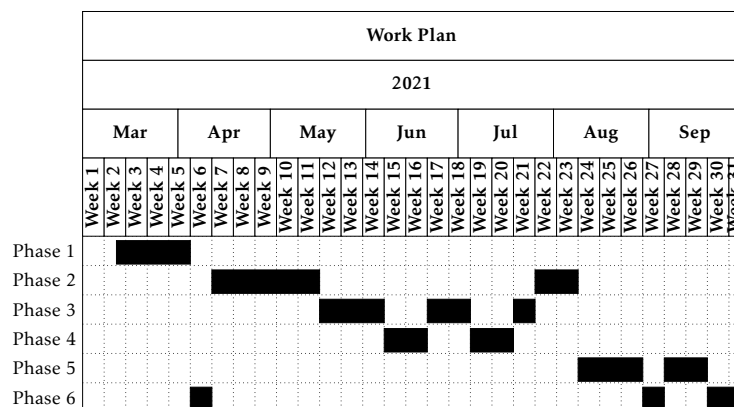 Work Plan
2021
Mar Apr May Jun Jul Aug Sep
Week 1 Week 2 Week 3 Week 4 Week 5 Week 6 Week 7 Week 8 Week 9 Week 10 Week 11 Week 12 Week 13 Week 14 Week 15 Week 16 Week 17 Week 18 Week 19 Week 20 Week 21 Week 22 Week 23 Week 24 Week 25 Week 26 Week 27 Week 28 Week 29 Week 30 Week 31
Phase 1
Phase 2
Phase 3
Phase 4
Phase 5
Phase 6